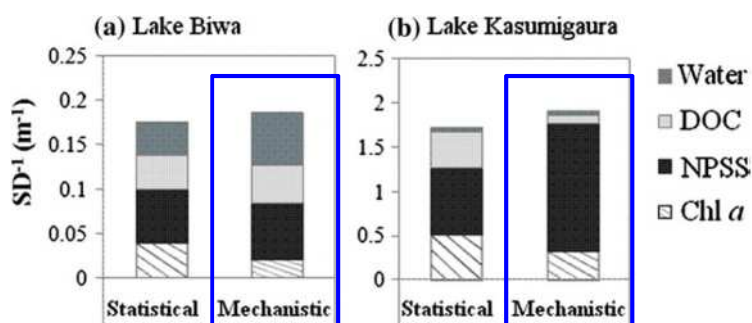 (a) Lake Biwa
(b) Lake Kasumigaura
SD⁻¹ (m⁻¹)
0.25
0.2
0.15
0.1
0.05
0
Statistical Mechanistic
2.5
2
1.5
1
0.5
0
Statistical Mechanistic
Water
DOC
NPSS
Chl a